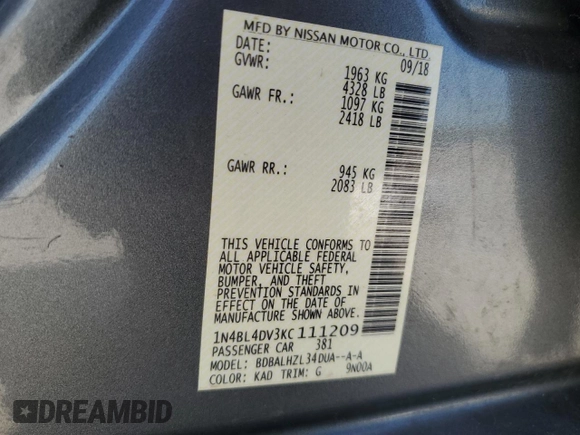 MFD BY NISSAN MOTOR CO., LTD.
DATE: 09/18
GVWR: 1963 KG
4328 LB
GAWR FR.: 1097 KG
2418 LB
GAWR RR.: 945 KG
2083 LB
THIS VEHICLE CONFORMS TO
ALL APPLICABLE FEDERAL
MOTOR VEHICLE SAFETY,
BUMPER, AND THEFT
PREVENTION STANDARDS IN
EFFECT ON THE DATE OF
MANUFACTURE SHOWN ABOVE.
1N4BL4DV3KC111209
PASSENGER CAR 381
MODEL: BDBALHZL34DUA--A-A
COLOR: KAD TRIM: G 9N00A
DREAMBID